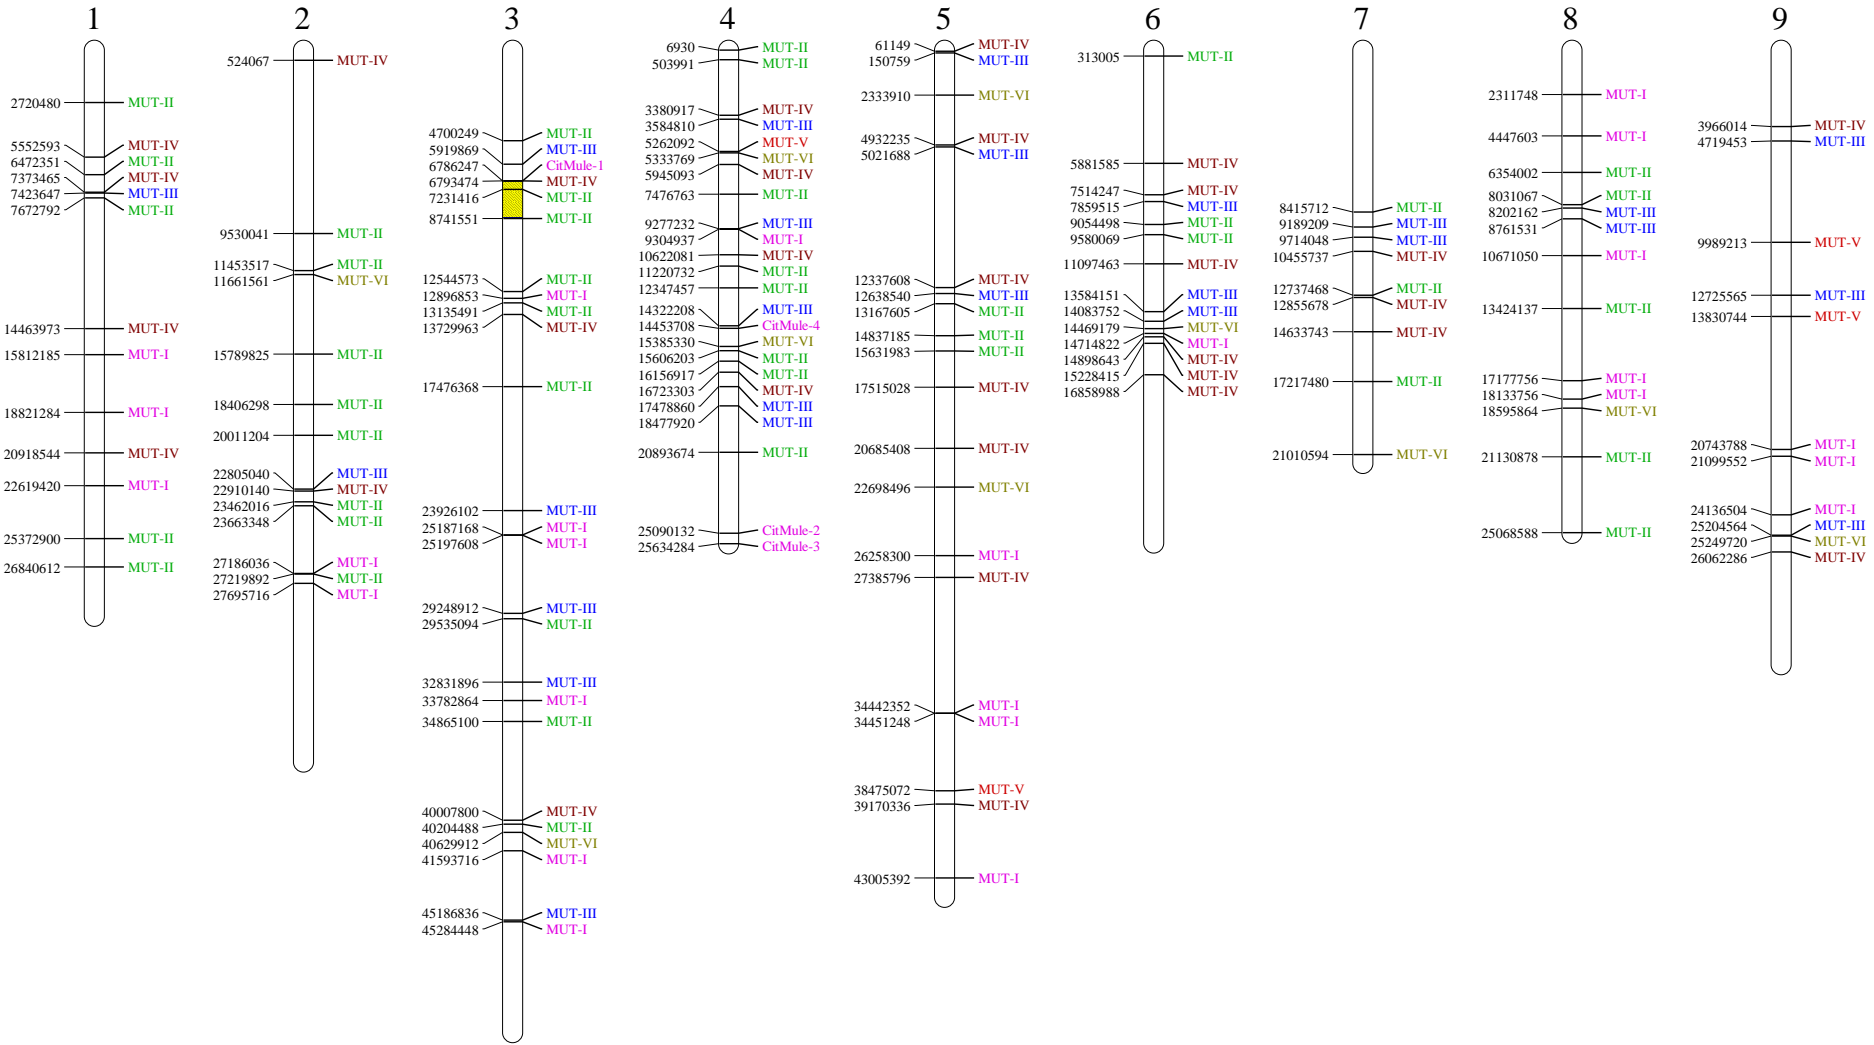 1
2720480 MUT-II
5552593 MUT-IV
6472351 MUT-II
7373465 MUT-IV
7423647 MUT-III
7672792 MUT-II
14463973 MUT-IV
15812185 MUT-I
18821284 MUT-I
20918544 MUT-IV
22619420 MUT-I
25372900 MUT-II
26840612 MUT-II
2
524067 MUT-IV
9530041 MUT-II
11453517 MUT-II
11661561 MUT-VI
15789825 MUT-II
18406298 MUT-II
20011204 MUT-II
22805040 MUT-III
22910140 MUT-IV
23462016 MUT-II
23663348 MUT-II
27186036 MUT-I
27219892 MUT-II
27695716 MUT-I
3
4700249 MUT-II
5919869 MUT-III
6786247 CitMule-1
6793474 MUT-IV
7231416 MUT-II
8741551 MUT-II
12544573 MUT-II
12896853 MUT-I
13135491 MUT-II
13729963 MUT-IV
17476368 MUT-II
23926102 MUT-III
25187168 MUT-I
25197608 MUT-I
29248912 MUT-III
29535094 MUT-II
32831896 MUT-III
33782864 MUT-I
34865100 MUT-II
40007800 MUT-IV
40204488 MUT-II
40629912 MUT-VI
41593716 MUT-I
45186836 MUT-III
45284448 MUT-I
4
6930 MUT-II
503991 MUT-II
3380917 MUT-IV
3584810 MUT-III
5262092 MUT-V
5333769 MUT-VI
5945093 MUT-IV
7476763 MUT-II
9277232 MUT-III
9304937 MUT-I
10622081 MUT-IV
11220732 MUT-II
12347457 MUT-II
14322208 MUT-III
14453708 CitMule-4
15385330 MUT-VI
15606203 MUT-II
16156917 MUT-II
16723303 MUT-IV
17478860 MUT-III
18477920 MUT-III
20893674 MUT-II
25090132 CitMule-2
25634284 CitMule-3
5
61149 MUT-IV
150759 MUT-III
2333910 MUT-VI
4932235 MUT-IV
5021688 MUT-III
12337608 MUT-IV
12638540 MUT-III
13167605 MUT-II
14837185 MUT-II
15631983 MUT-II
17515028 MUT-IV
20685408 MUT-IV
22698496 MUT-VI
26258300 MUT-I
27385796 MUT-IV
34442352 MUT-I
34451248 MUT-I
38475072 MUT-V
39170336 MUT-IV
43005392 MUT-I
6
313005 MUT-II
5881585 MUT-IV
7514247 MUT-IV
7859515 MUT-III
9054498 MUT-II
9580069 MUT-II
11097463 MUT-IV
13584151 MUT-III
14083752 MUT-III
14469179 MUT-VI
14714822 MUT-I
14898643 MUT-IV
15228415 MUT-IV
16858988 MUT-IV
7
8415712 MUT-II
9189209 MUT-III
9714048 MUT-III
10455737 MUT-IV
12737468 MUT-II
12855678 MUT-IV
14633743 MUT-IV
17217480 MUT-II
21010594 MUT-VI
8
2311748 MUT-I
4447603 MUT-I
6354002 MUT-II
8031067 MUT-II
8202162 MUT-III
8761531 MUT-III
10671050 MUT-I
13424137 MUT-II
17177756 MUT-I
18133756 MUT-I
18595864 MUT-VI
21130878 MUT-II
25068588 MUT-II
9
3966014 MUT-IV
4719453 MUT-III
9989213 MUT-V
12725565 MUT-III
13830744 MUT-V
20743788 MUT-I
21099552 MUT-I
24136504 MUT-I
25204564 MUT-III
25249720 MUT-VI
26062286 MUT-IV